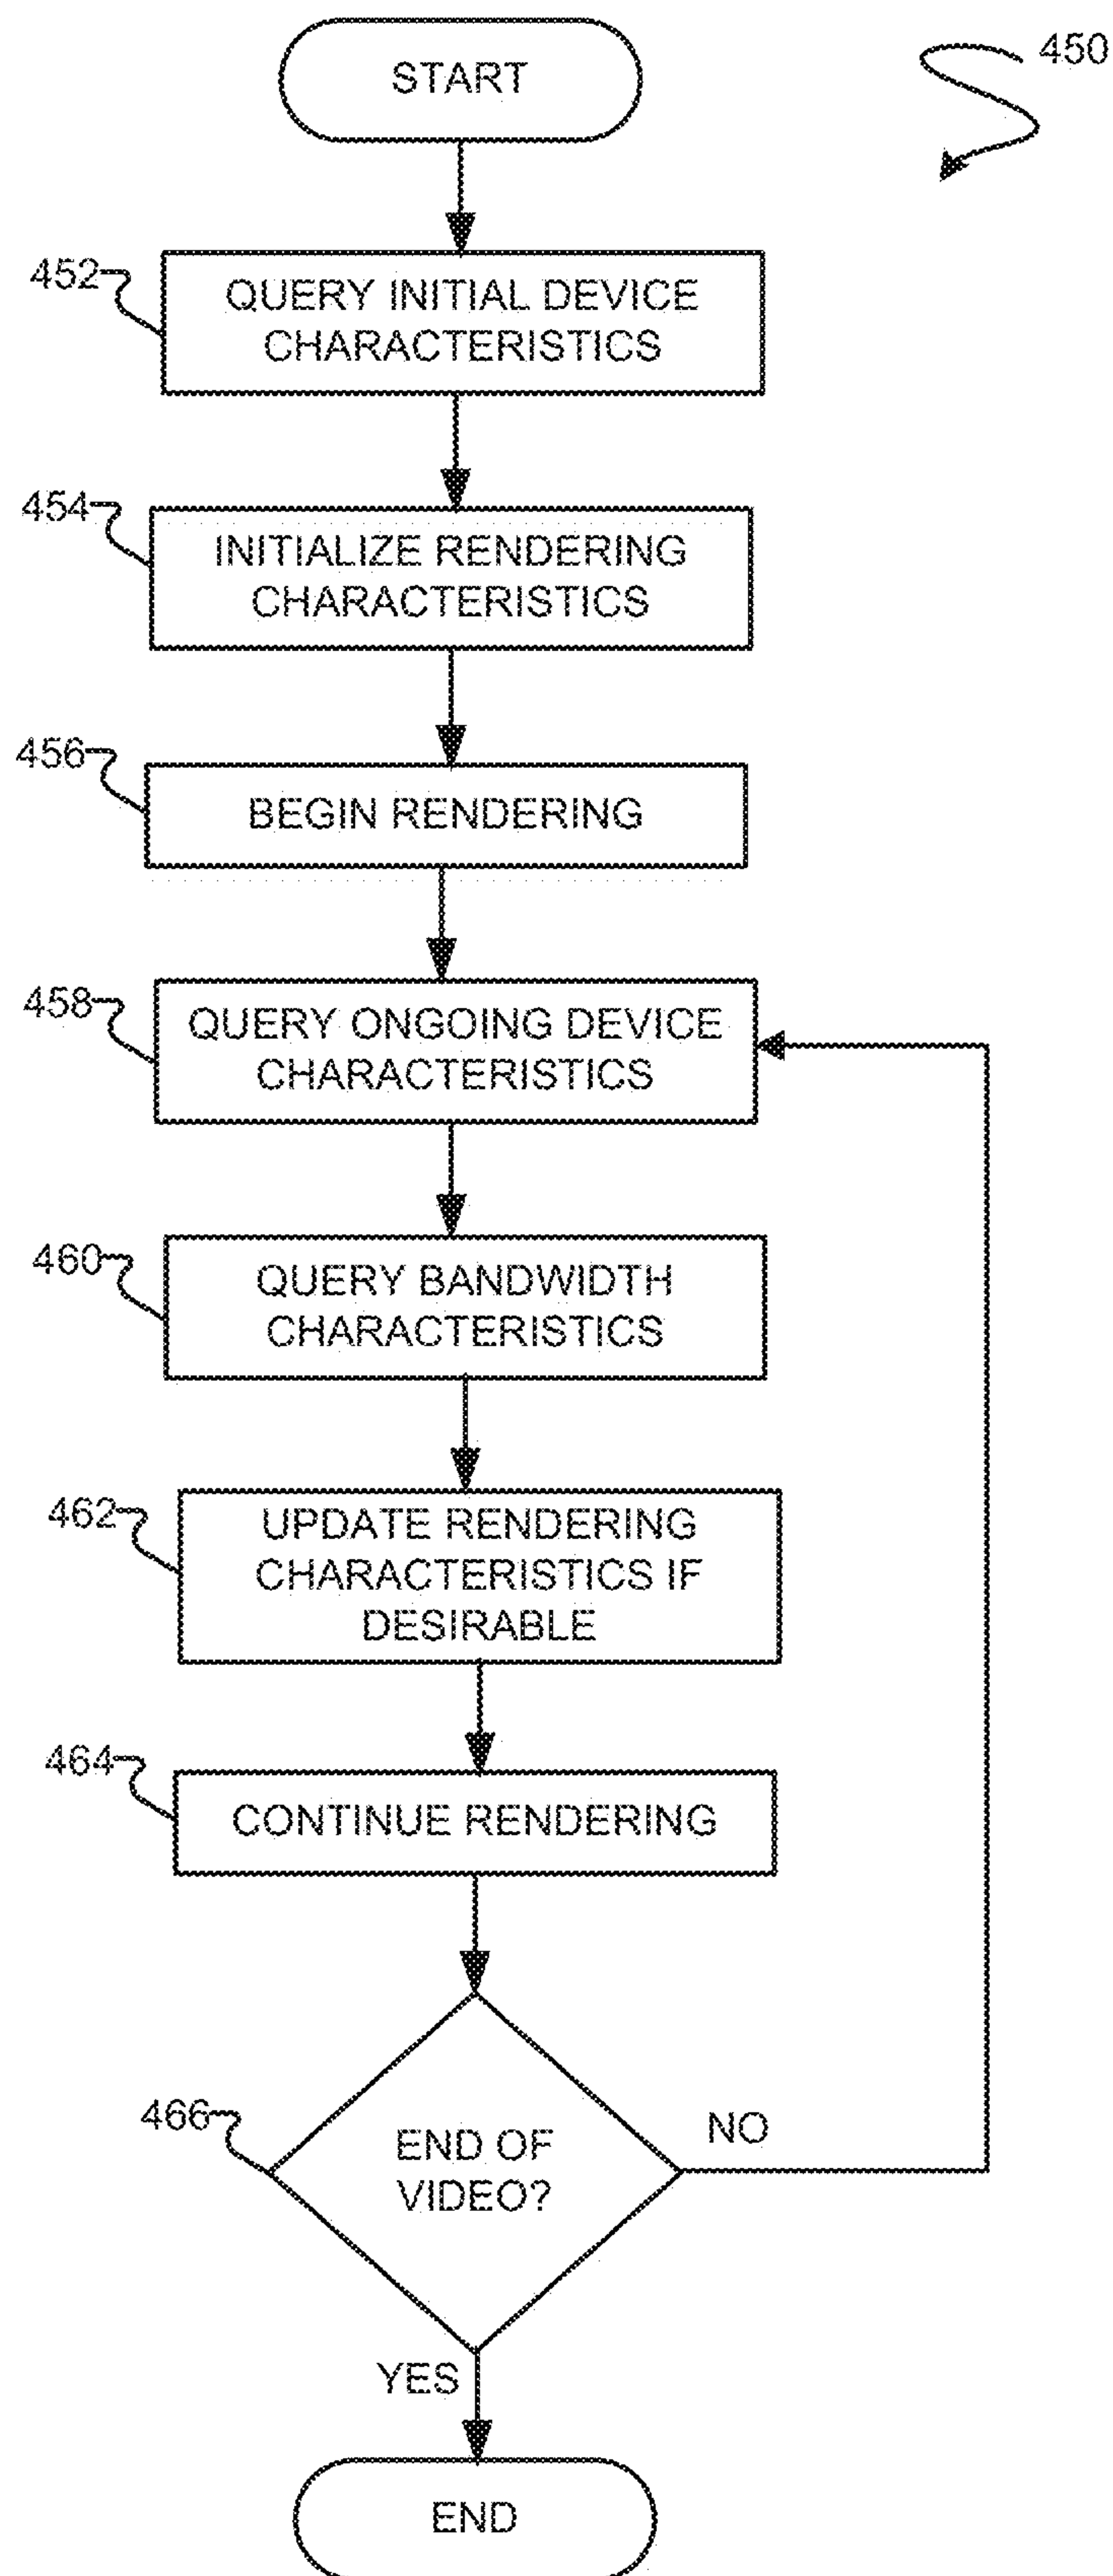 START
450
452
QUERY INITIAL DEVICE
CHARACTERISTICS
454
INITIALIZE RENDERING
CHARACTERISTICS
456
BEGIN RENDERING
458
QUERY ONGOING DEVICE
CHARACTERISTICS
460
QUERY BANDWIDTH
CHARACTERISTICS
462
UPDATE RENDERING
CHARACTERISTICS IF
DESIRABLE
464
CONTINUE RENDERING
466
END OF
VIDEO?
NO
YES
END